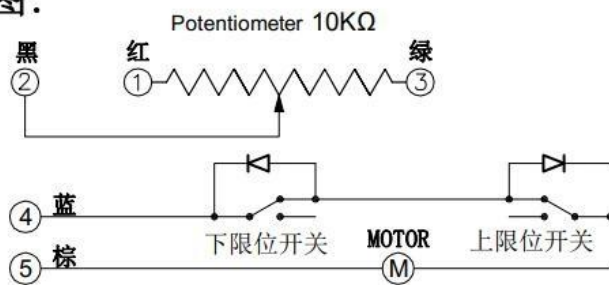 图：
Potentiometer 10KΩ
黑 红 绿
② ① ③
④ 蓝
下限位开关 MOTOR 上限位开关
⑤ 棕 M